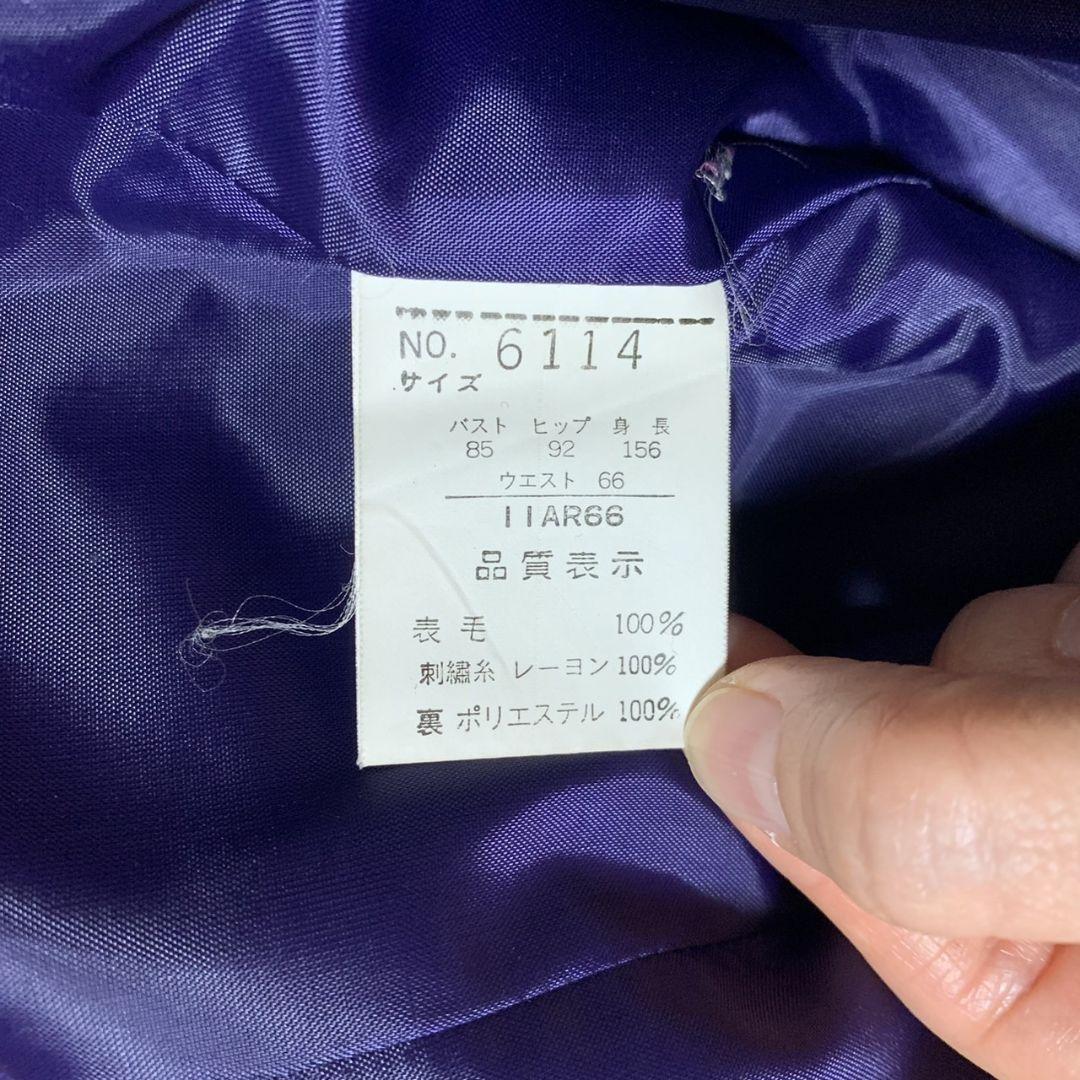 NO. 6114
サイズ
バスト ヒップ 身長
85 92 156
ウエスト 66
11AR66
品質表示
表 毛 100%
刺繍糸 レーヨン 100%
裏 ポリエステル 100%